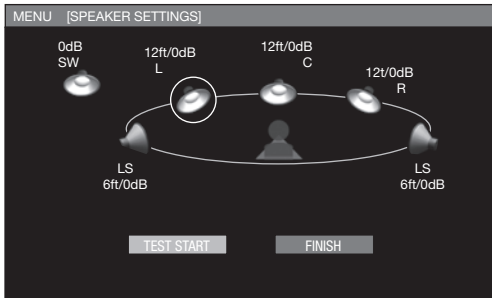 MENU [SPEAKER SETTINGS]
0dB
SW
12ft/0dB
L
12ft/0dB
C
12t/0dB
R
LS
6ft/0dB
LS
6ft/0dB
TEST START
FINISH